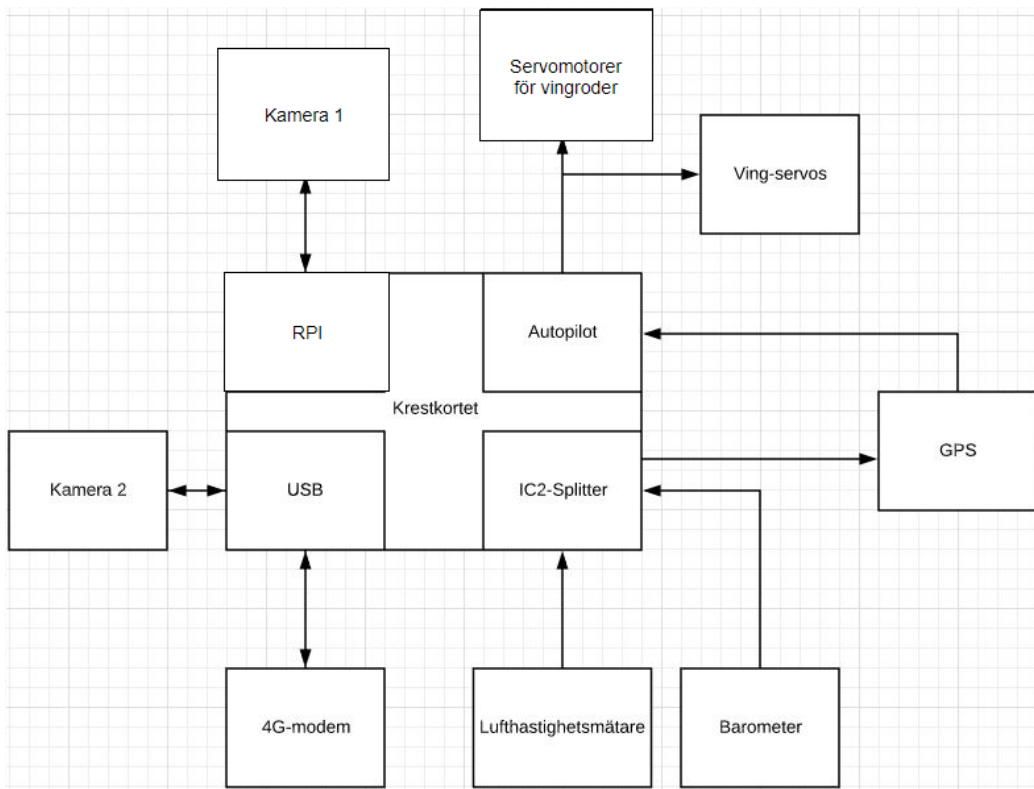 Servomotorer
för vingroder
Kamera 1
Ving-servos
RPI
Autopilot
Krestkortet
GPS
Kamera 2
USB
IC2-Splitter
4G-modem
Lufthastighetsmätare
Barometer